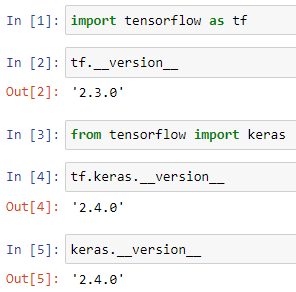 In [1]: import tensorflow as tf
In [2]: tf.__version__
Out[2]: '2.3.0'
In [3]: from tensorflow import keras
In [4]: tf.keras.__version__
Out[4]: '2.4.0'
In [5]: keras.__version__
Out[5]: '2.4.0'